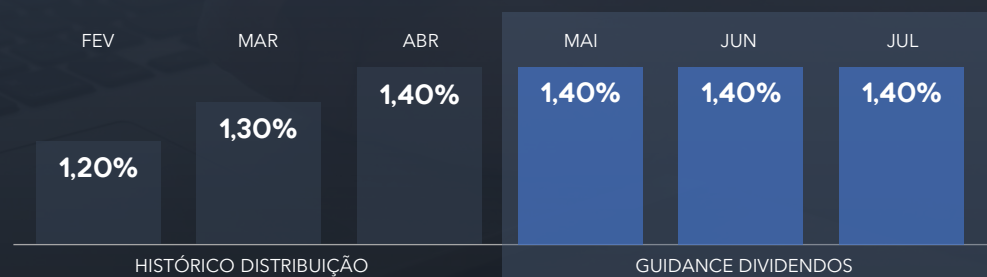 FEV MAR ABR MAI JUN JUL
1,20% 1,30% 1,40% 1,40% 1,40% 1,40%
HISTÓRICO DISTRIBUIÇÃO GUIDANCE DIVIDENDOS